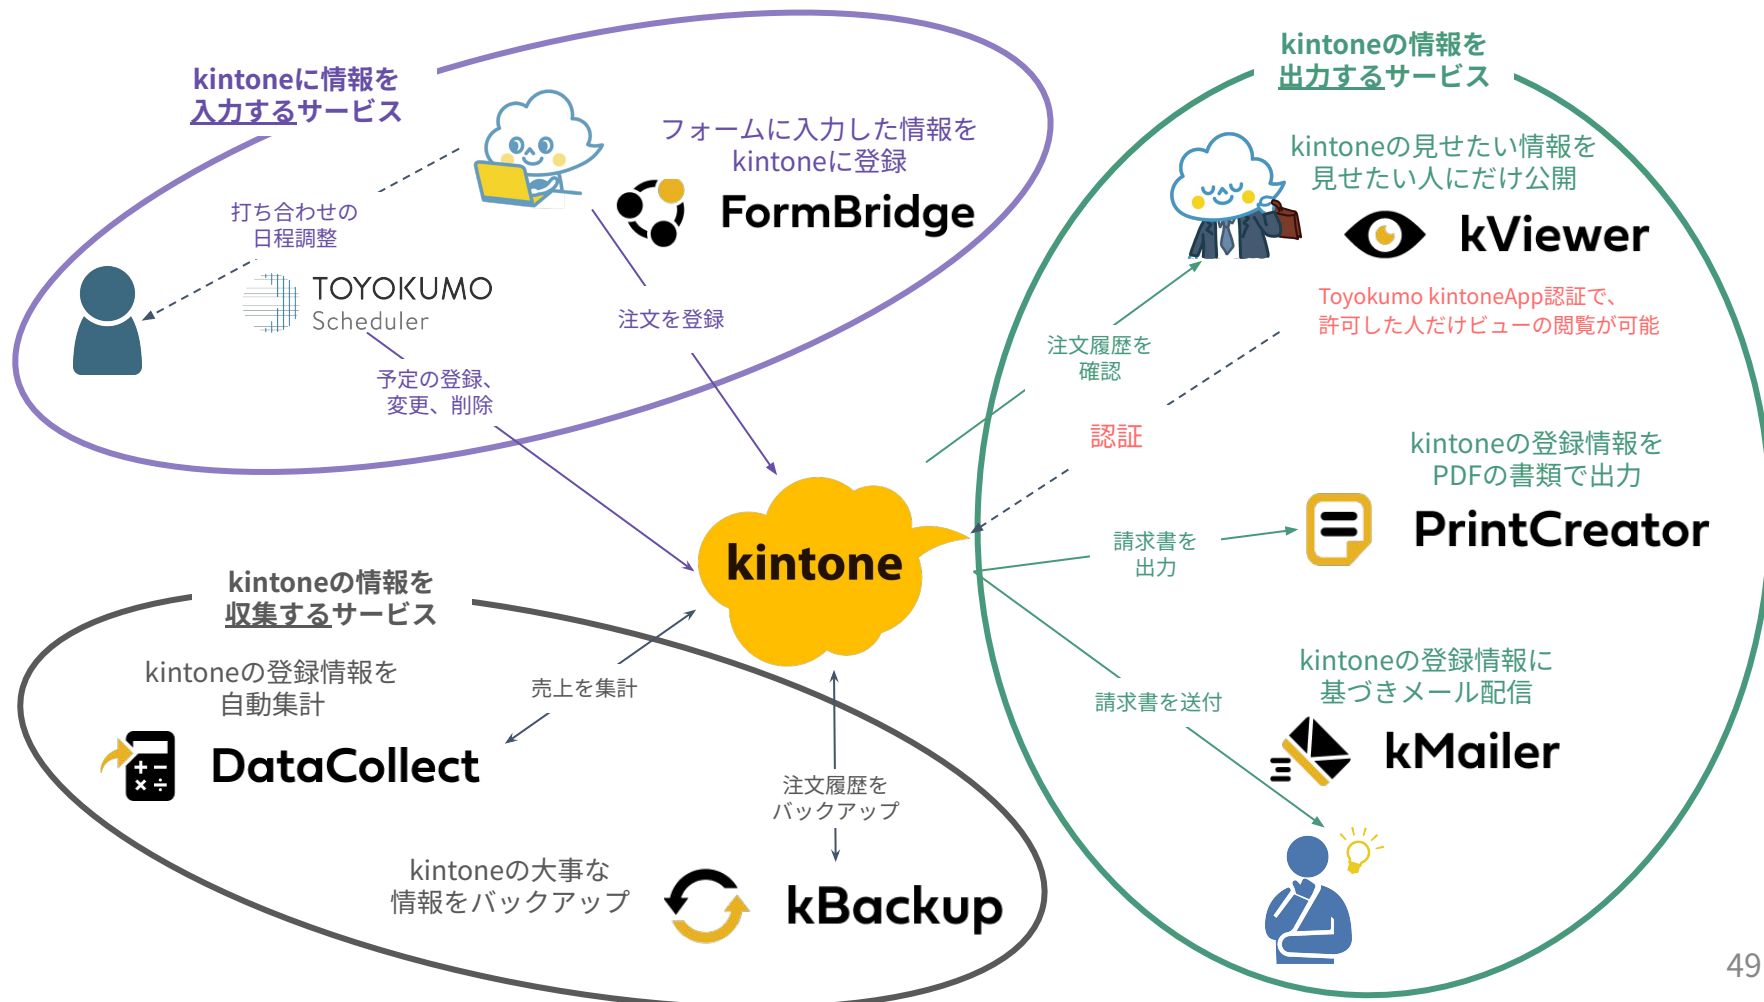 kintoneに情報を
入力するサービス
フォームに入力した情報を
kintoneに登録
FormBridge
打ち合わせの
日程調整
TOYOKUMO
Scheduler
注文を登録
予定の登録、
変更、削除
kintoneの情報を
出力するサービス
kintoneの見せたい情報を
見せたい人にだけ公開
kViewer
Toyokumo kintoneApp認証で、
許可した人だけビューの閲覧が可能
注文履歴を
確認
認証
kintoneの登録情報を
PDFの書類で出力
PrintCreator
請求書を
出力
kintone
kintoneの登録情報に
基づきメール配信
kMailer
請求書を送付
kintoneの情報を
収集するサービス
kintoneの登録情報を
自動集計
DataCollect
+ −
× ÷
売上を集計
注文履歴を
バックアップ
kintoneの大事な
情報をバックアップ
kBackup
49